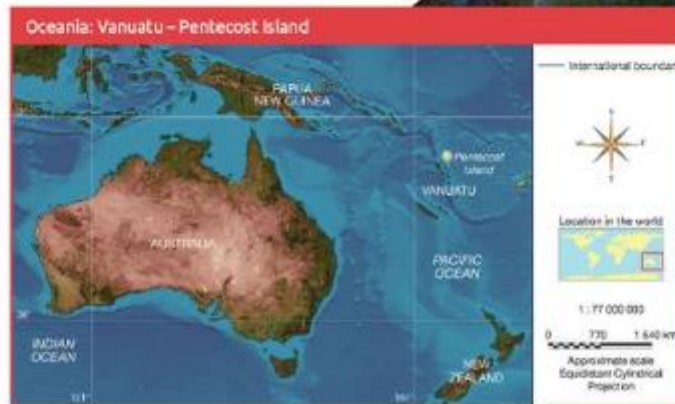 Oceania: Vanuatu – Pentecost Island
International boundary
PAPUA
NEW GUINEA
Pentecost
Island
VANUATU
AUSTRALIA
PACIFIC
OCEAN
INDIAN
OCEAN
NEW
ZEALAND
Location in the world
1:77 000 000
0 770 1 540 km
Approximate scale
Equidistant Cylindrical
Projection